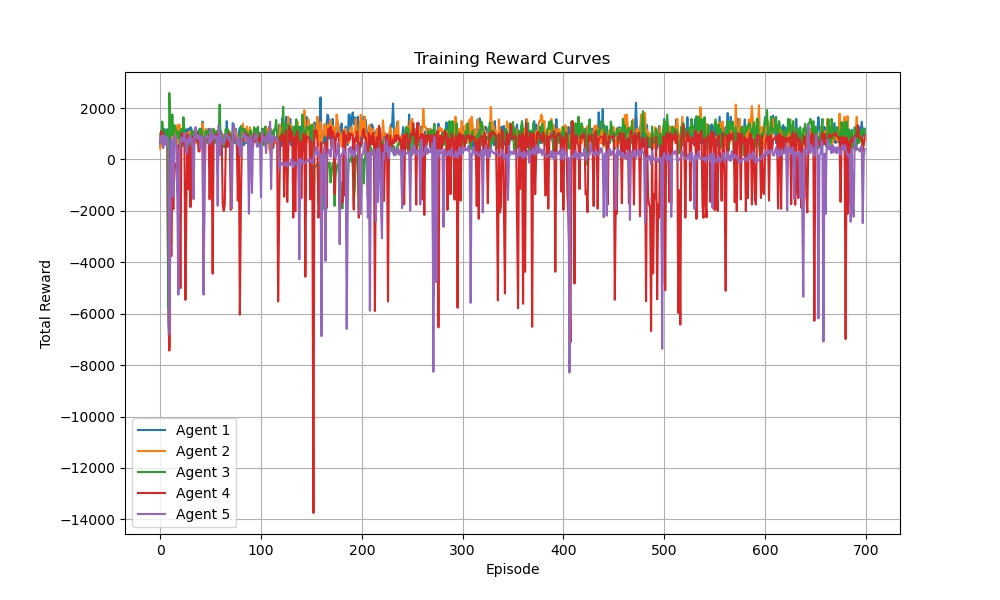 Training Reward Curves
Total Reward
2000
0
−2000
−4000
−6000
−8000
−10000
−12000
−14000
Agent 1
Agent 2
Agent 3
Agent 4
Agent 5
0 100 200 300 400 500 600 700
Episode